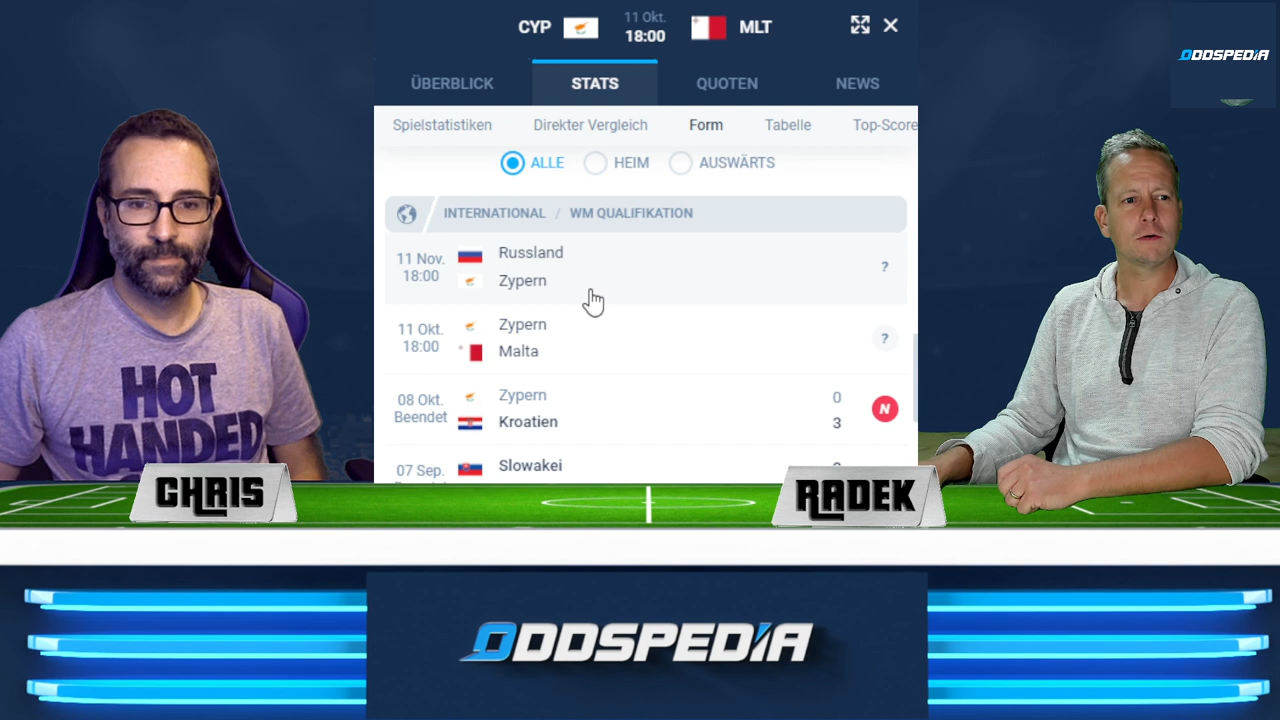 CYP
11 Okt.
18:00
MLT
ODDSPEDIA
ÜBERBLICK
STATS
QUOTEN
NEWS
Spielstatistiken
Direkter Vergleich
Form
Tabelle
Top-Score
ALLE
HEIM
AUSWÄRTS
INTERNATIONAL / WM QUALIFIKATION
11 Nov.
18:00
Russland
Zypern
?
11 Okt.
18:00
Zypern
Malta
?
08 Okt.
Beendet
Zypern 0
Kroatien 3
N
07 Sep.
Slowakei
HOT
HANDED
CHRIS
RADEK
ODDSPEDIA